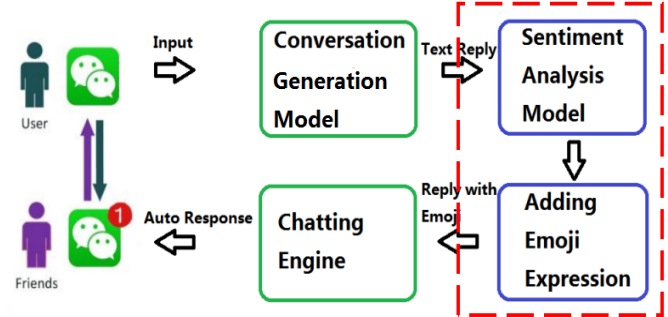 Input
Conversation
Generation
Model
Text Reply
Sentiment
Analysis
Model
User
Reply with
Emoji
Adding
Emoji
Expression
Chatting
Engine
Auto Response
1
Friends